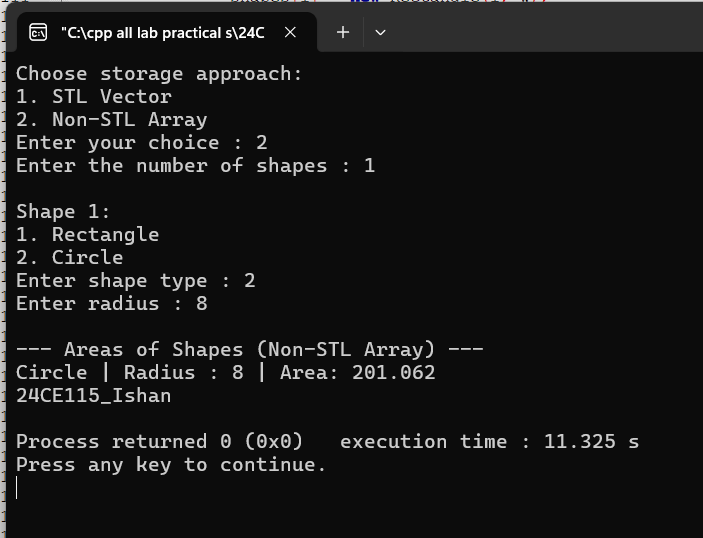 "C:\cpp all lab practical s\24C
Choose storage approach:
1. STL Vector
2. Non-STL Array
Enter your choice : 2
Enter the number of shapes : 1
Shape 1:
1. Rectangle
2. Circle
Enter shape type : 2
Enter radius : 8
--- Areas of Shapes (Non-STL Array) ---
Circle | Radius : 8 | Area: 201.062
24CE115_Ishan
Process returned 0 (0x0)   execution time : 11.325 s
Press any key to continue.